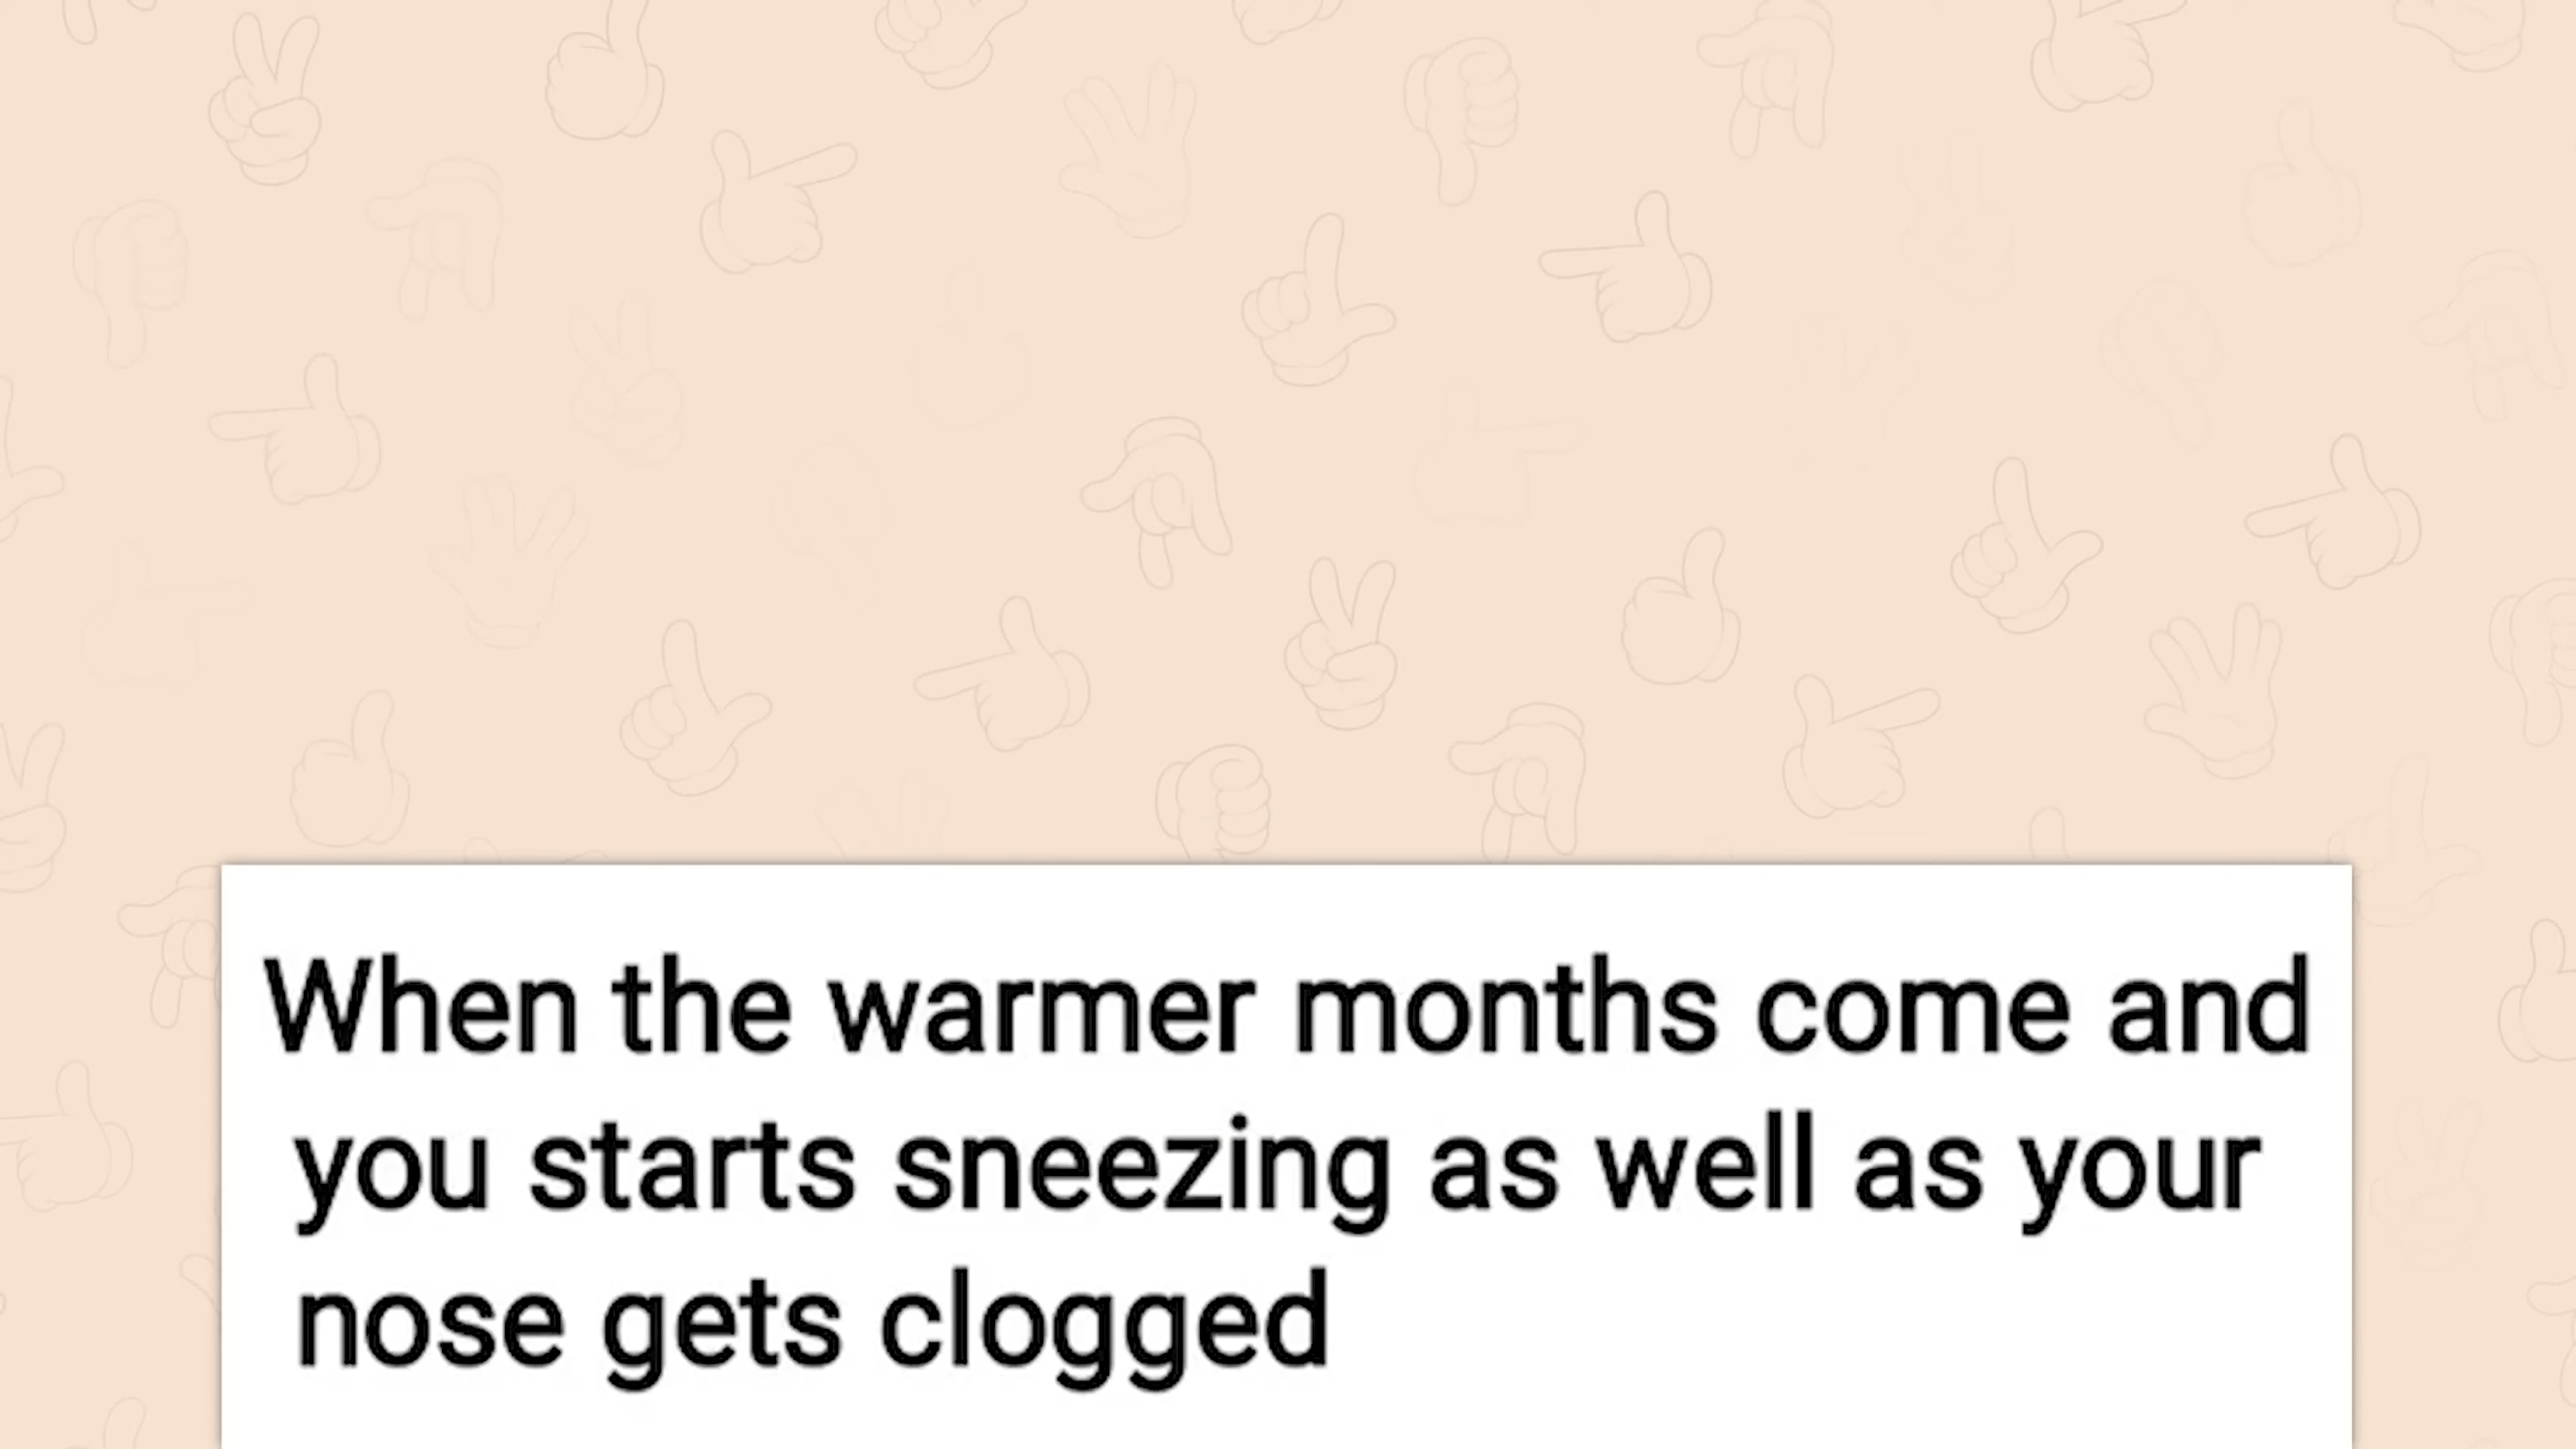 When the warmer months come and
you starts sneezing as well as your
nose gets clogged